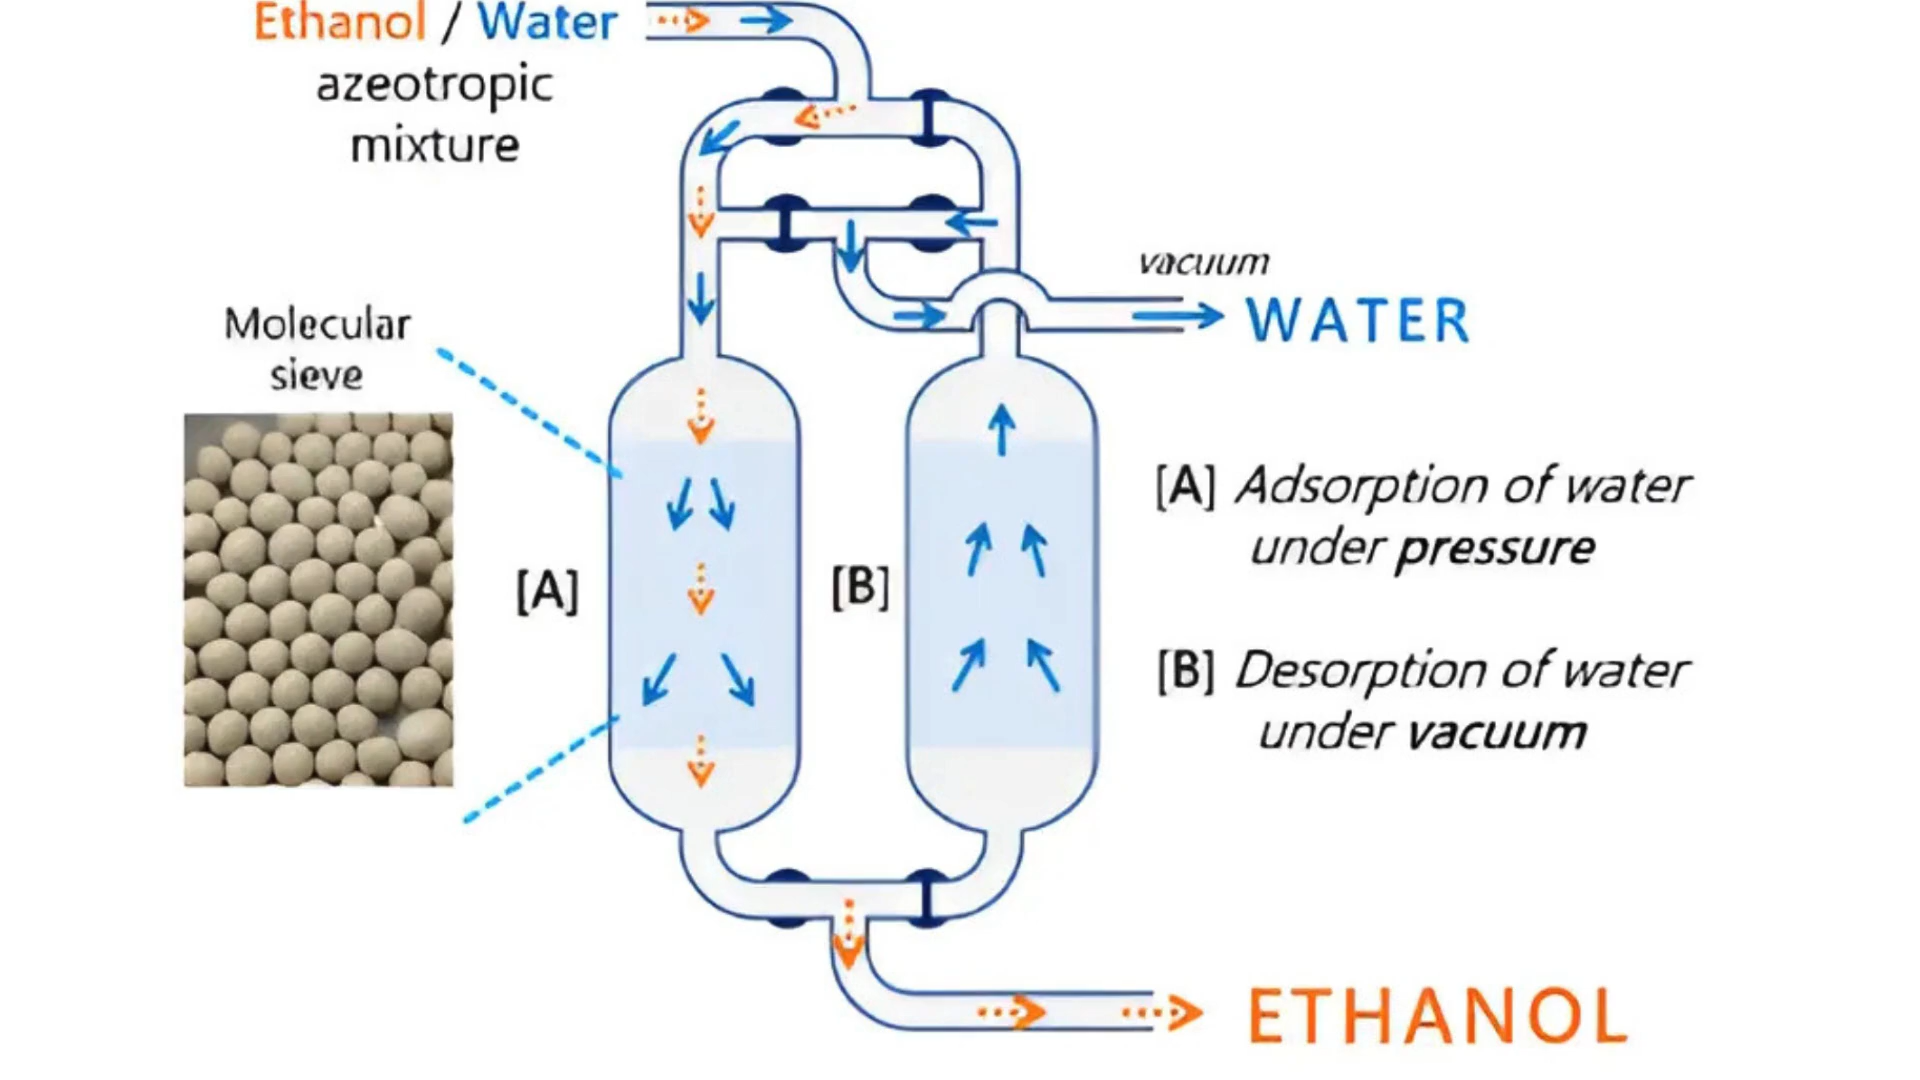 Ethanol / Water
azeotropic
mixture
vacuum
WATER
Molecular
sieve
[A]
[B]
[A] Adsorption of water
under pressure
[B] Desorption of water
under vacuum
ETHANOL